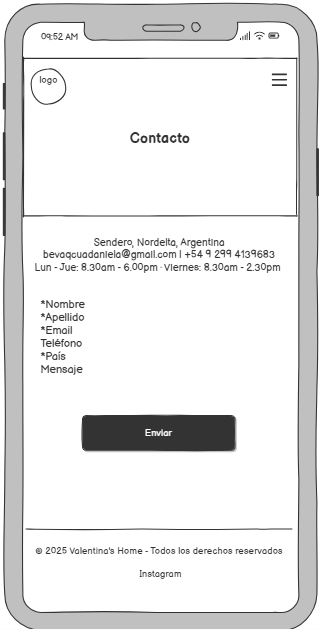 09:52 AM
logo
Contacto
Sendero, Nordelta, Argentina
bevaqcuadaniela@gmail.com | +54 9 299 4139683
Lun - Jue: 8.30am - 6.00pm · Viernes: 8.30am - 2.30pm
*Nombre
*Apellido
*Email
Teléfono
*País
Mensaje
Enviar
© 2025 Valentina's Home - Todos los derechos reservados
Instagram